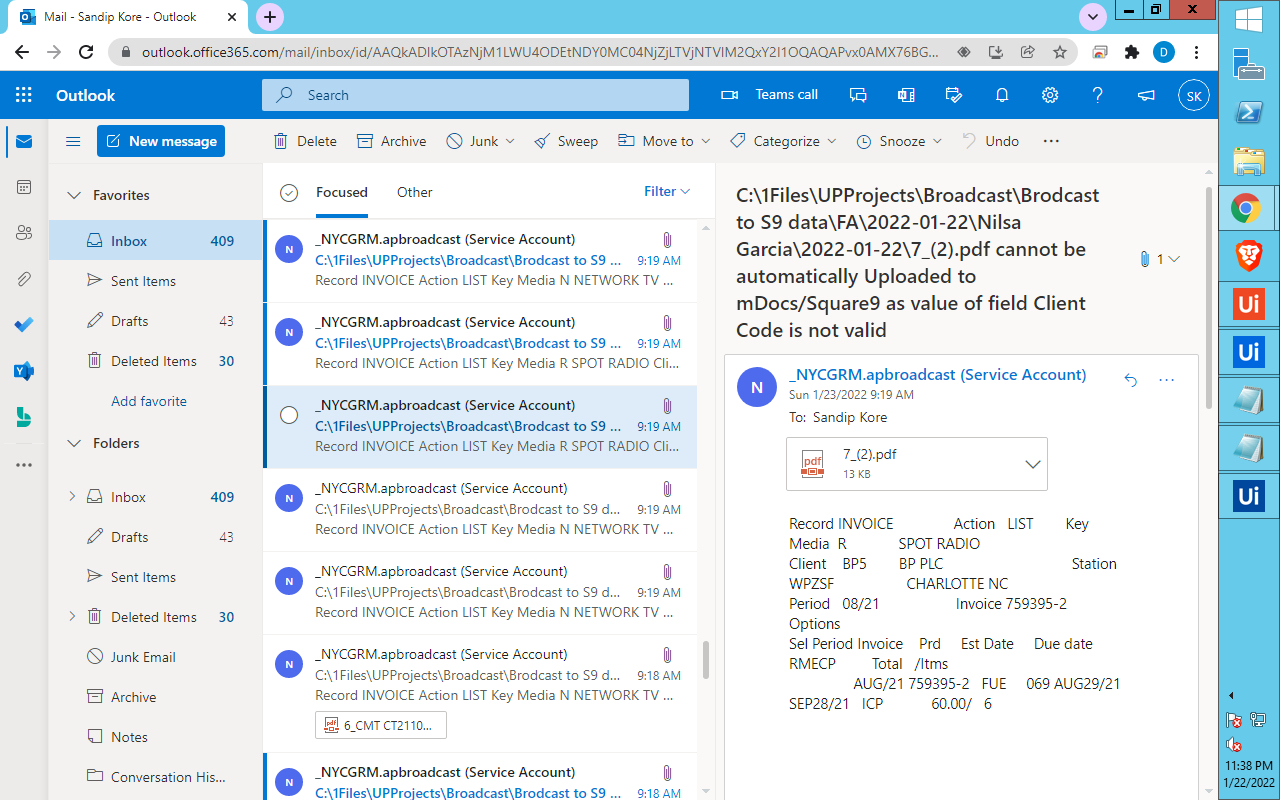 Mail - Sandip Kore - Outlook
outlook.office365.com/mail/inbox/id/AAQkADIkOTAzNjM1LWU4ODEtNDY0MC04NjZjLTVjNTVlM2QxY2I1OQAQAPvx0AMX76BG...
D
Outlook
Search
Teams call
SK
New message
Delete
Archive
Junk
Sweep
Move to
Categorize
Snooze
Undo
Favorites
Inbox 409
Sent Items
Drafts 43
Deleted Items 30
Add favorite
Folders
Inbox 409
Drafts 43
Sent Items
Deleted Items 30
Junk Email
Archive
Notes
Conversation His...
Focused
Other
Filter
N
_NYCGRM.apbroadcast (Service Account)
C:\1Files\UPProjects\Broadcast\Brodcast to S9 ... 9:19 AM
Record INVOICE Action LIST Key Media N NETWORK TV ...
N
_NYCGRM.apbroadcast (Service Account)
C:\1Files\UPProjects\Broadcast\Brodcast to S9 ... 9:19 AM
Record INVOICE Action LIST Key Media R SPOT RADIO Cli...
_NYCGRM.apbroadcast (Service Account)
C:\1Files\UPProjects\Broadcast\Brodcast to S9 ... 9:19 AM
Record INVOICE Action LIST Key Media R SPOT RADIO Cli...
N
_NYCGRM.apbroadcast (Service Account)
C:\1Files\UPProjects\Broadcast\Brodcast to S9 d... 9:19 AM
Record INVOICE Action LIST Key Media N NETWORK TV ...
N
_NYCGRM.apbroadcast (Service Account)
C:\1Files\UPProjects\Broadcast\Brodcast to S9 d... 9:19 AM
Record INVOICE Action LIST Key Media N NETWORK TV ...
N
_NYCGRM.apbroadcast (Service Account)
C:\1Files\UPProjects\Broadcast\Brodcast to S9 d... 9:18 AM
Record INVOICE Action LIST Key Media N NETWORK TV ...
pdf
6_CMT CT2110...
N
_NYCGRM.apbroadcast (Service Account)
C:\1Files\UPProjects\Broadcast\Brodcast to S9 ... 9:18 AM
C:\1Files\UPProjects\Broadcast\Brodcast
to S9 data\FA\2022-01-22\Nilsa
Garcia\2022-01-22\7_(2).pdf cannot be
automatically Uploaded to
mDocs/Square9 as value of field Client
Code is not valid
1
N
_NYCGRM.apbroadcast (Service Account)
Sun 1/23/2022 9:19 AM
To: Sandip Kore
pdf
7_(2).pdf
13 KB
Record INVOICE Action LIST Key
Media R SPOT RADIO
Client BP5 BP PLC Station
WPZSF CHARLOTTE NC
Period 08/21 Invoice 759395-2
Options
Sel Period Invoice Prd Est Date Due date
RMECP Total /Itms
AUG/21 759395-2 FUE 069 AUG29/21
SEP28/21 ICP 60.00/ 6
Ui
Ui
Ui
11:38 PM
1/22/2022